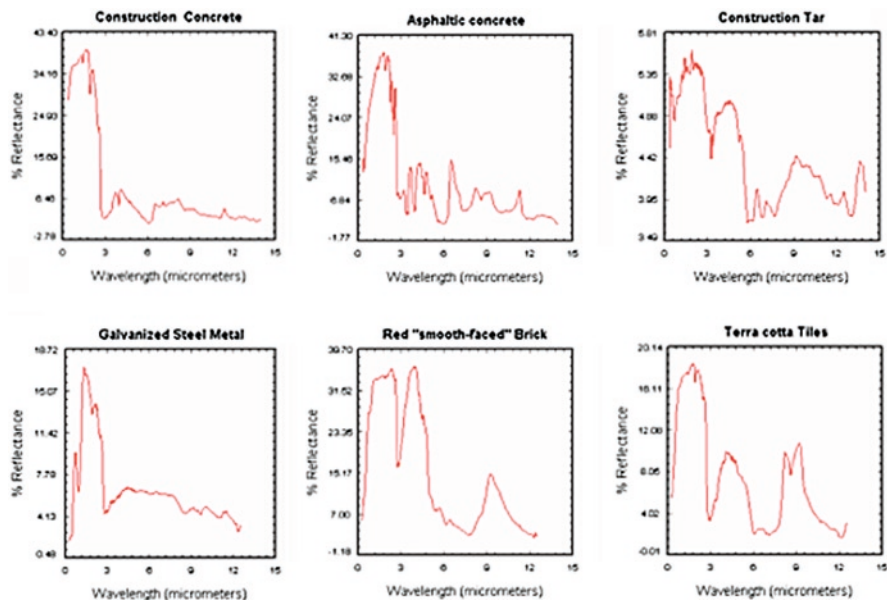 Construction Concrete
43.40
34.16
24.93
15.69
6.46
-2.78
% Reflectance
0 3 6 9 12 15
Wavelength (micrometers)
Asphaltic concrete
41.30
32.68
24.07
15.46
6.84
-1.77
% Reflectance
0 3 6 9 12 15
Wavelength (micrometers)
Construction Tar
5.81
5.35
4.88
4.42
3.95
3.49
% Reflectance
0 3 6 9 12 15
Wavelength (micrometers)
Galvanized Steel Metal
18.72
15.07
11.42
7.78
4.13
0.48
% Reflectance
0 3 6 9 12 15
Wavelength (micrometers)
Red "smooth-faced" Brick
39.70
31.52
23.35
15.17
7.00
-1.18
% Reflectance
0 3 6 9 12 15
Wavelength (micrometers)
Terra cotta Tiles
20.14
16.11
12.08
8.05
4.02
-0.01
% Reflectance
0 3 6 9 12 15
Wavelength (micrometers)